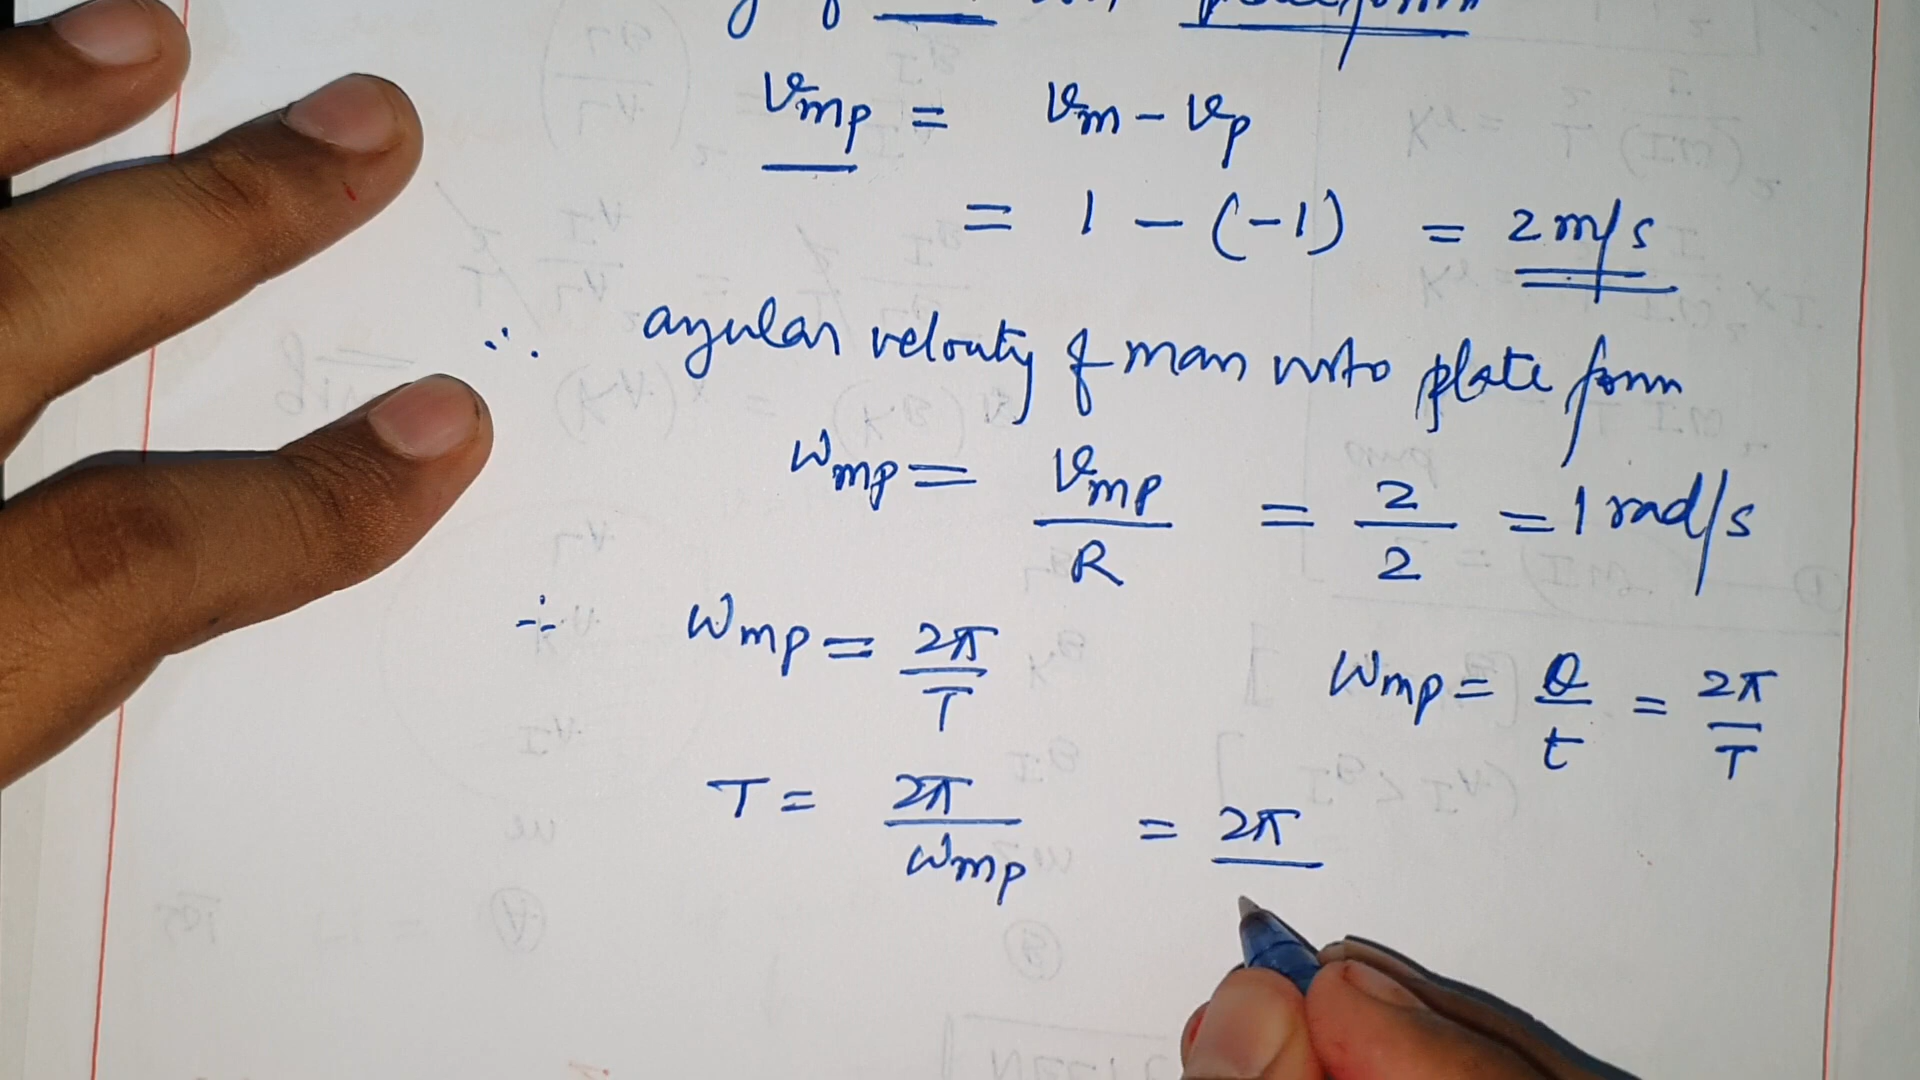 platform
Vmp = Vm - Vp
= 1 - (-1) = 2 m/s
∴ angular velocity of man w.r.to plate form
ωmp = Vmp/R = 2/2 = 1 rad/s
∴ ωmp = 2π/T
ωmp = θ/t = 2π/T
T = 2π/ωmp = 2π